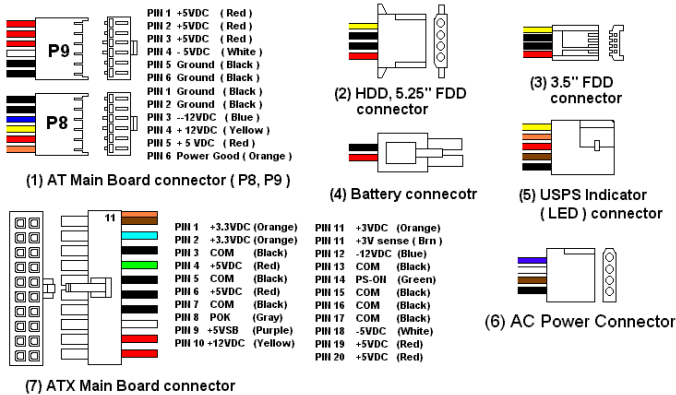 P9
PIN 1 +5VDC ( Red )
PIN 2 +5VDC ( Red )
PIN 3 +5VDC ( Red )
PIN 4 - 5VDC ( White )
PIN 5 Ground ( Black )
PIN 6 Ground ( Black )
P8
PIN 1 Ground ( Black )
PIN 2 Ground ( Black )
PIN 3 --12VDC ( Blue )
PIN 4 + 12VDC ( Yellow )
PIN 5 + 5 VDC ( Red )
PIN 6 Power Good ( Orange )
(1) AT Main Board connector ( P8, P9 )
(2) HDD, 5.25" FDD
connector
(3) 3.5" FDD
connector
(4) Battery connecotr
(5) USPS Indicator
( LED ) connector
(6) AC Power Connector
11
PIN 1 +3.3VDC (Orange)
PIN 2 +3.3VDC (Orange)
PIN 3 COM (Black)
PIN 4 +5VDC (Red)
PIN 5 COM (Black)
PIN 6 +5VDC (Red)
PIN 7 COM (Black)
PIN 8 POK (Gray)
PIN 9 +5VSB (Purple)
PIN 10 +12VDC (Yellow)
PIN 11 +3VDC (Orange)
PIN 11 +3V sense ( Brn )
PIN 12 -12VDC (Blue)
PIN 13 COM (Black)
PIN 14 PS-ON (Green)
PIN 15 COM (Black)
PIN 16 COM (Black)
PIN 17 COM (Black)
PIN 18 -5VDC (White)
PIN 19 +5VDC (Red)
PIN 20 +5VDC (Red)
(7) ATX Main Board connector